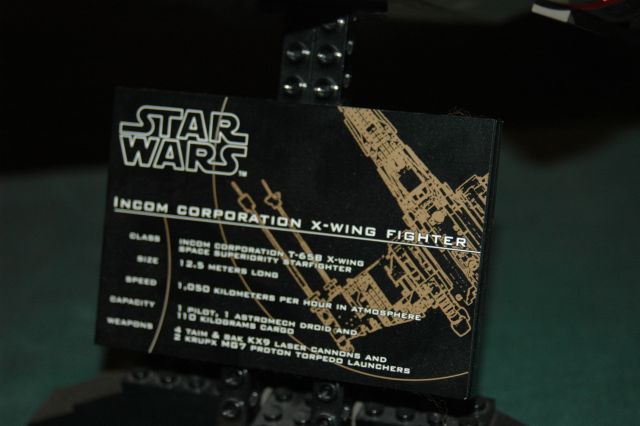 STAR
WARS
TM
INCOM CORPORATION X-WING FIGHTER
CLASS INCOM CORPORATION T-65B X-WING
SPACE SUPERIORITY STARFIGHTER
SIZE 12.5 METERS LONG
SPEED 1,050 KILOMETERS PER HOUR IN ATMOSPHERE
CAPACITY 1 PILOT, 1 ASTROMECH DROID AND
110 KILOGRAMS CARGO
WEAPONS 4 TAIM & BAK KX9 LASER CANNONS AND
2 KRUPX MG7 PROTON TORPEDO LAUNCHERS